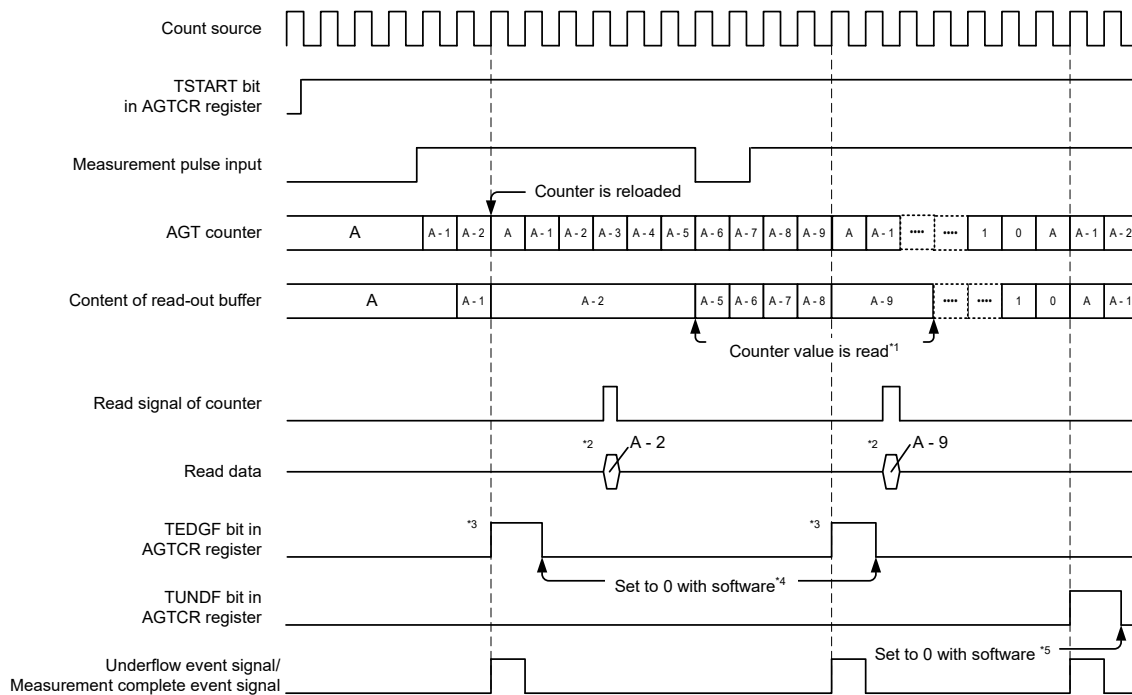 Count source
TSTART bit
in AGTCR register
Measurement pulse input
Counter is reloaded
AGT counter
A A - 1 A - 2 A A - 1 A - 2 A - 3 A - 4 A - 5 A - 6 A - 7 A - 8 A - 9 A A - 1 •••• •••• 1 0 A A - 1 A - 2
Content of read-out buffer
A A - 1 A - 2 A - 5 A - 6 A - 7 A - 8 A - 9 •••• •••• 1 0 A A - 1
Counter value is read*1
Read signal of counter
*2 A - 2 *2 A - 9
Read data
TEDGF bit in
AGTCR register
*3 *3
Set to 0 with software*4
TUNDF bit in
AGTCR register
Set to 0 with software *5
Underflow event signal/
Measurement complete event signal